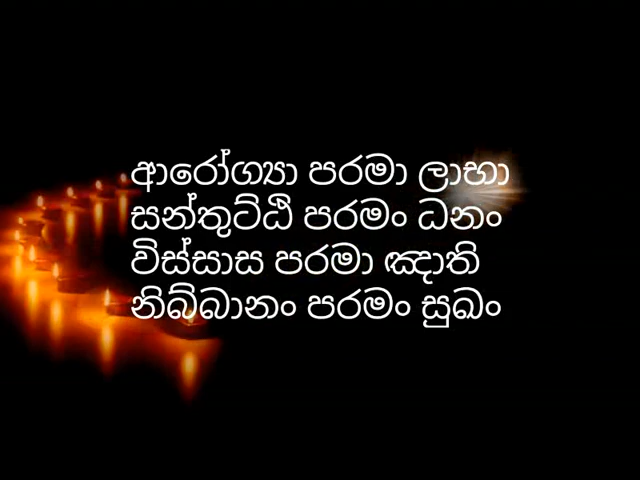 ආරෝග්‍යා පරමා ලාභා
සන්තුට්ඨි පරමං ධනං
විස්සාස පරමා ඤාති
නිබ්බානං පරමං සුඛං